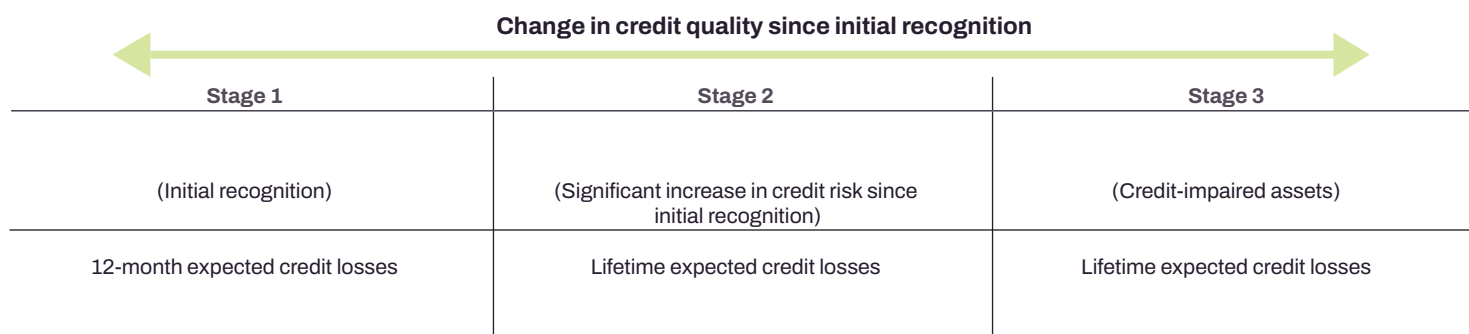 Change in credit quality since initial recognition
Stage 1
Stage 2
Stage 3
(Initial recognition)
(Significant increase in credit risk since
initial recognition)
(Credit-impaired assets)
12-month expected credit losses
Lifetime expected credit losses
Lifetime expected credit losses